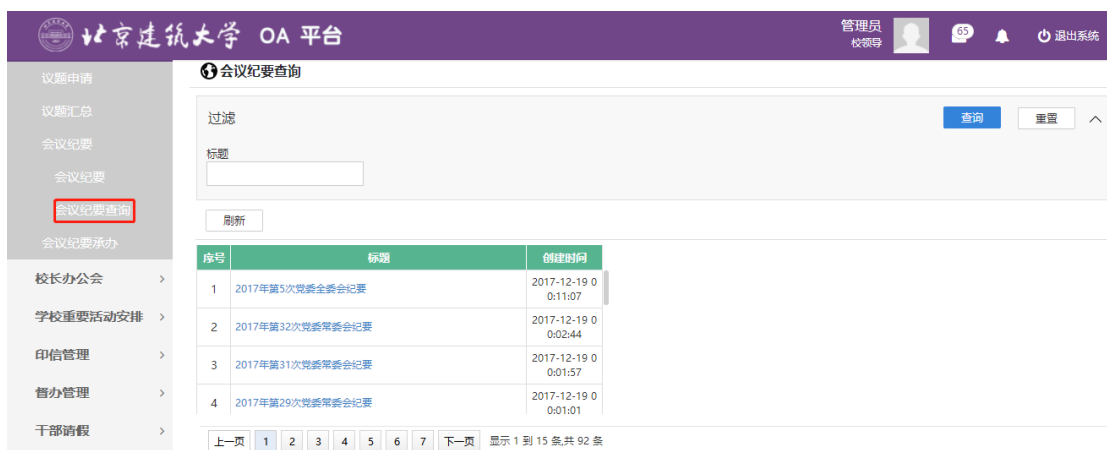 北京建筑大学 OA 平台
管理员
校领导
65
退出系统
议题申请
议题汇总
会议纪要
会议纪要
会议纪要查询
会议纪要承办
校长办公会
学校重要活动安排
印信管理
督办管理
干部请假
会议纪要查询
过滤
查询
重置
标题
刷新
序号 标题 创建时间
1 2017年第5次党委全委会纪要 2017-12-19 0
0:11:07
2 2017年第32次党委常委会纪要 2017-12-19 0
0:02:44
3 2017年第31次党委常委会纪要 2017-12-19 0
0:01:57
4 2017年第29次党委常委会纪要 2017-12-19 0
0:01:01
上一页 1 2 3 4 5 6 7 下一页 显示 1 到 15 条,共 92 条